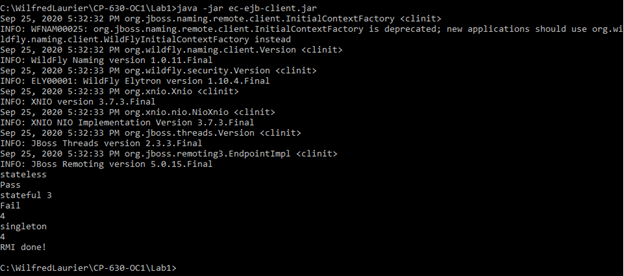 C:\WilfredLaurier\CP-630-OC1\Lab1>java -jar ec-ejb-client.jar
Sep 25, 2020 5:32:32 PM org.jboss.naming.remote.client.InitialContextFactory <clinit>
INFO: WFNAM00025: org.jboss.naming.remote.client.InitialContextFactory is deprecated; new applications should use org.wi
ldfly.naming.client.WildFlyInitialContextFactory instead
Sep 25, 2020 5:32:32 PM org.wildfly.naming.client.Version <clinit>
INFO: WildFly Naming version 1.0.11.Final
Sep 25, 2020 5:32:33 PM org.wildfly.security.Version <clinit>
INFO: ELY00001: WildFly Elytron version 1.10.4.Final
Sep 25, 2020 5:32:33 PM org.xnio.Xnio <clinit>
INFO: XNIO version 3.7.3.Final
Sep 25, 2020 5:32:33 PM org.xnio.nio.NioXnio <clinit>
INFO: XNIO NIO Implementation Version 3.7.3.Final
Sep 25, 2020 5:32:33 PM org.jboss.threads.Version <clinit>
INFO: JBoss Threads version 2.3.3.Final
Sep 25, 2020 5:32:33 PM org.jboss.remoting3.EndpointImpl <clinit>
INFO: JBoss Remoting version 5.0.15.Final
stateless
Pass
stateful 3
Fail
4
singleton
4
RMI done!
C:\WilfredLaurier\CP-630-OC1\Lab1>